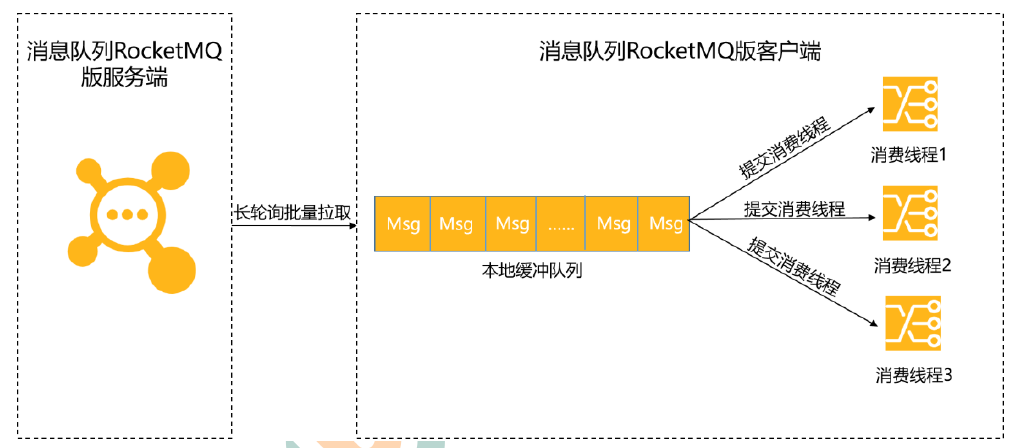 消息队列RocketMQ
版服务端
消息队列RocketMQ版客户端
长轮询批量拉取
Msg
Msg
Msg
......
Msg
Msg
本地缓冲队列
提交消费线程
提交消费线程
提交消费线程
消费线程1
消费线程2
消费线程3